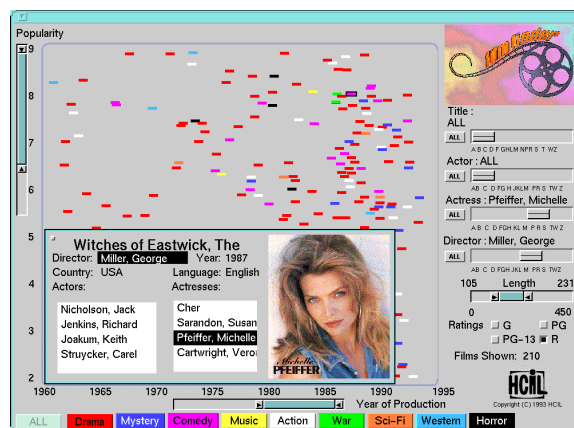 Popularity
9
8
7
6
5
4
3
2
1960 1965 1970 1975 1980 1985 1990 1995
Year of Production
Witches of Eastwick, The
Director: Miller, George Year: 1987
Country: USA Language: English
Actors: Actresses:
Nicholson, Jack
Jenkins, Richard
Joakum, Keith
Struycker, Carel
Cher
Sarandon, Susan
Pfeiffer, Michelle
Cartwright, Vero
Michelle
PFEIFFER
FilmFinder
Title :
ALL
ALL
A B C D F G H L M N P R S T W Z
Actor : ALL
ALL
A B C D F G H J K L M P R S T W Z
Actress : Pfeiffer, Michelle
ALL
A B C D F G H J K L M P R S T W Z
Director : Miller, George
ALL
A B C D F G H J K L M P R S T W Z
105 Length 231
0 450
Ratings G PG
PG-13 R
Films Shown: 210
HCIL
Copyright (C) 1993 HCIL
ALL Drama Mystery Comedy Music Action War Sci-Fi Western Horror